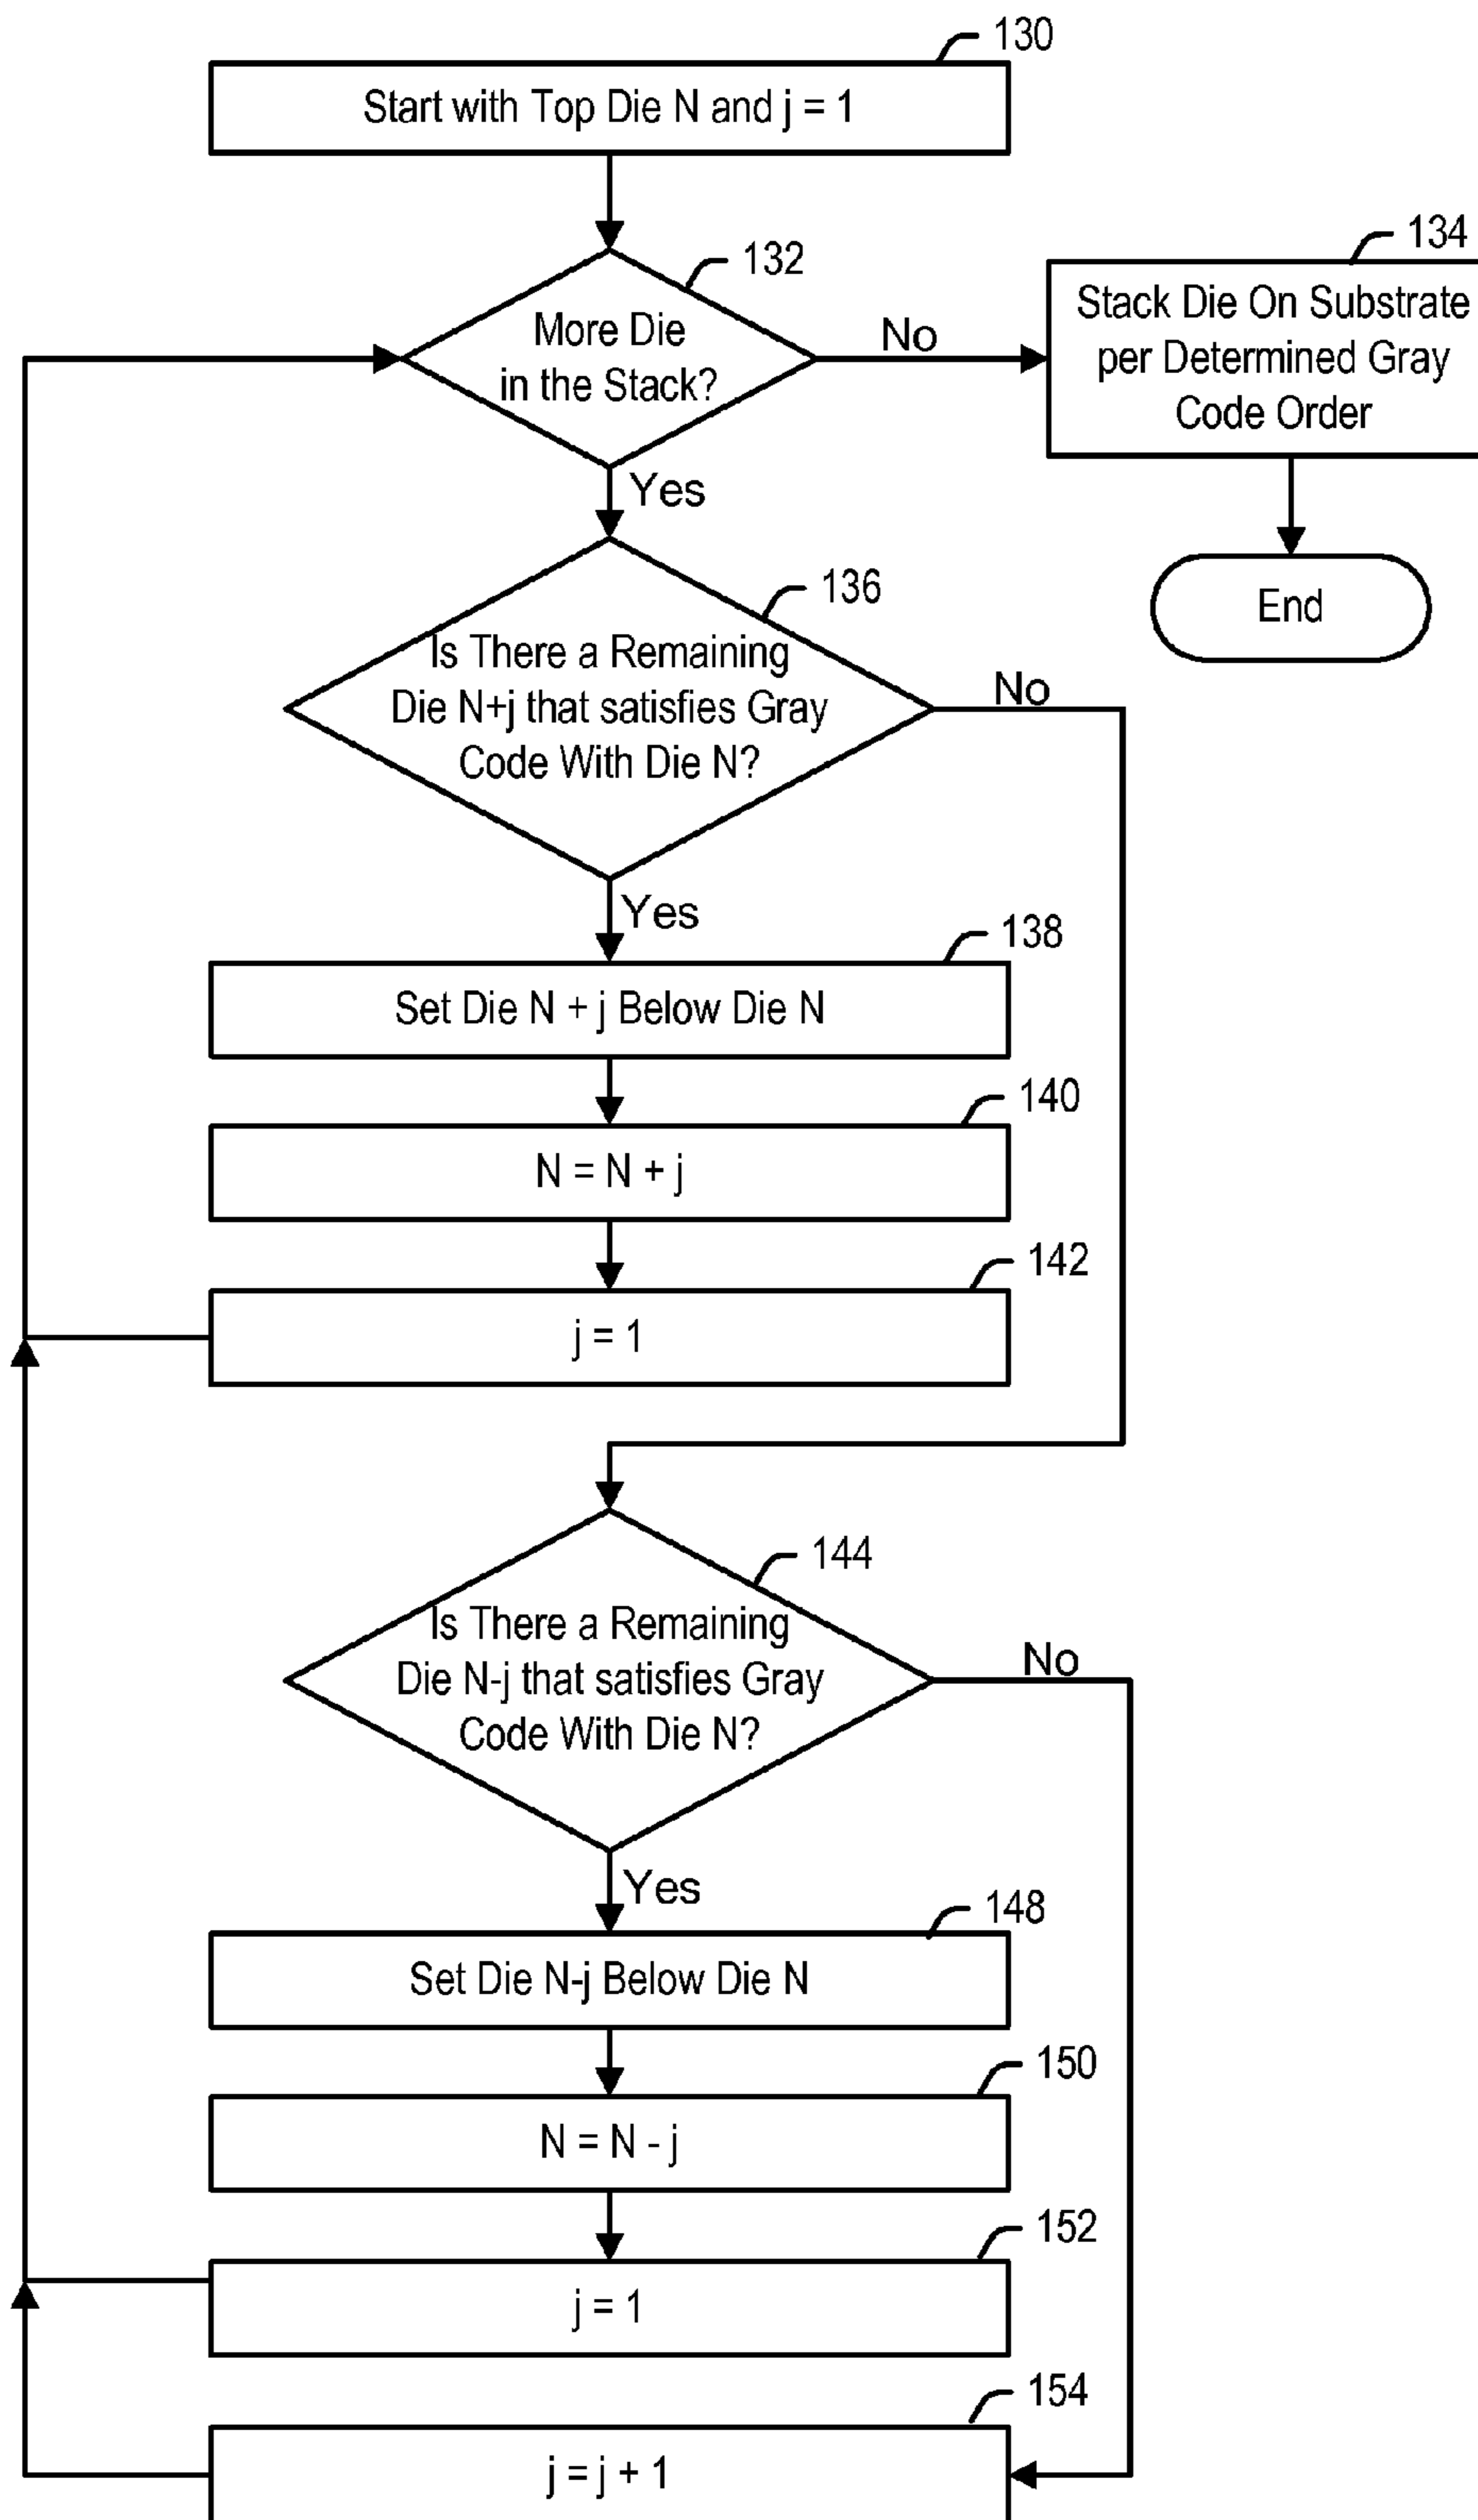 130
Start with Top Die N and j = 1
132
More Die
in the Stack?
No
134
Stack Die On Substrate
per Determined Gray
Code Order
End
Yes
136
Is There a Remaining
Die N+j that satisfies Gray
Code With Die N?
No
Yes
138
Set Die N + j Below Die N
140
N = N + j
142
j = 1
144
Is There a Remaining
Die N-j that satisfies Gray
Code With Die N?
No
Yes
148
Set Die N-j Below Die N
150
N = N - j
152
j = 1
154
j = j + 1